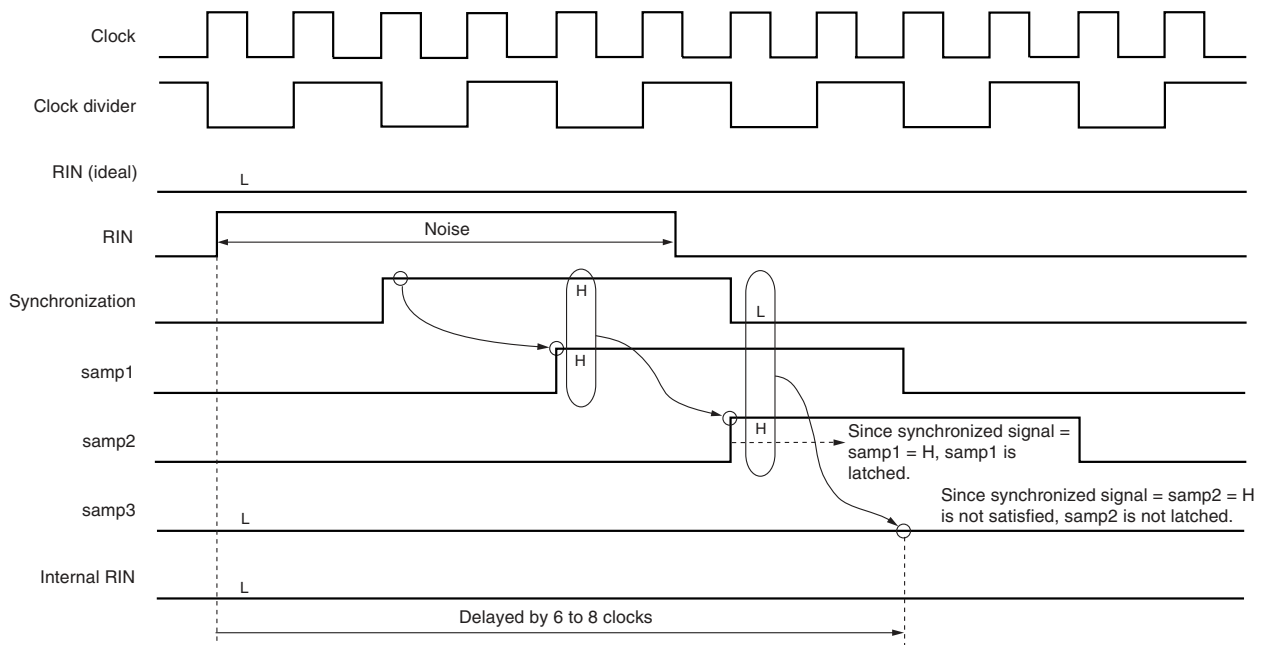 Clock
Clock divider
RIN (ideal)
L
RIN
Noise
Synchronization
H
L
samp1
H
samp2
H
Since synchronized signal =
samp1 = H, samp1 is
latched.
samp3
L
Since synchronized signal = samp2 = H
is not satisfied, samp2 is not latched.
Internal RIN
L
Delayed by 6 to 8 clocks